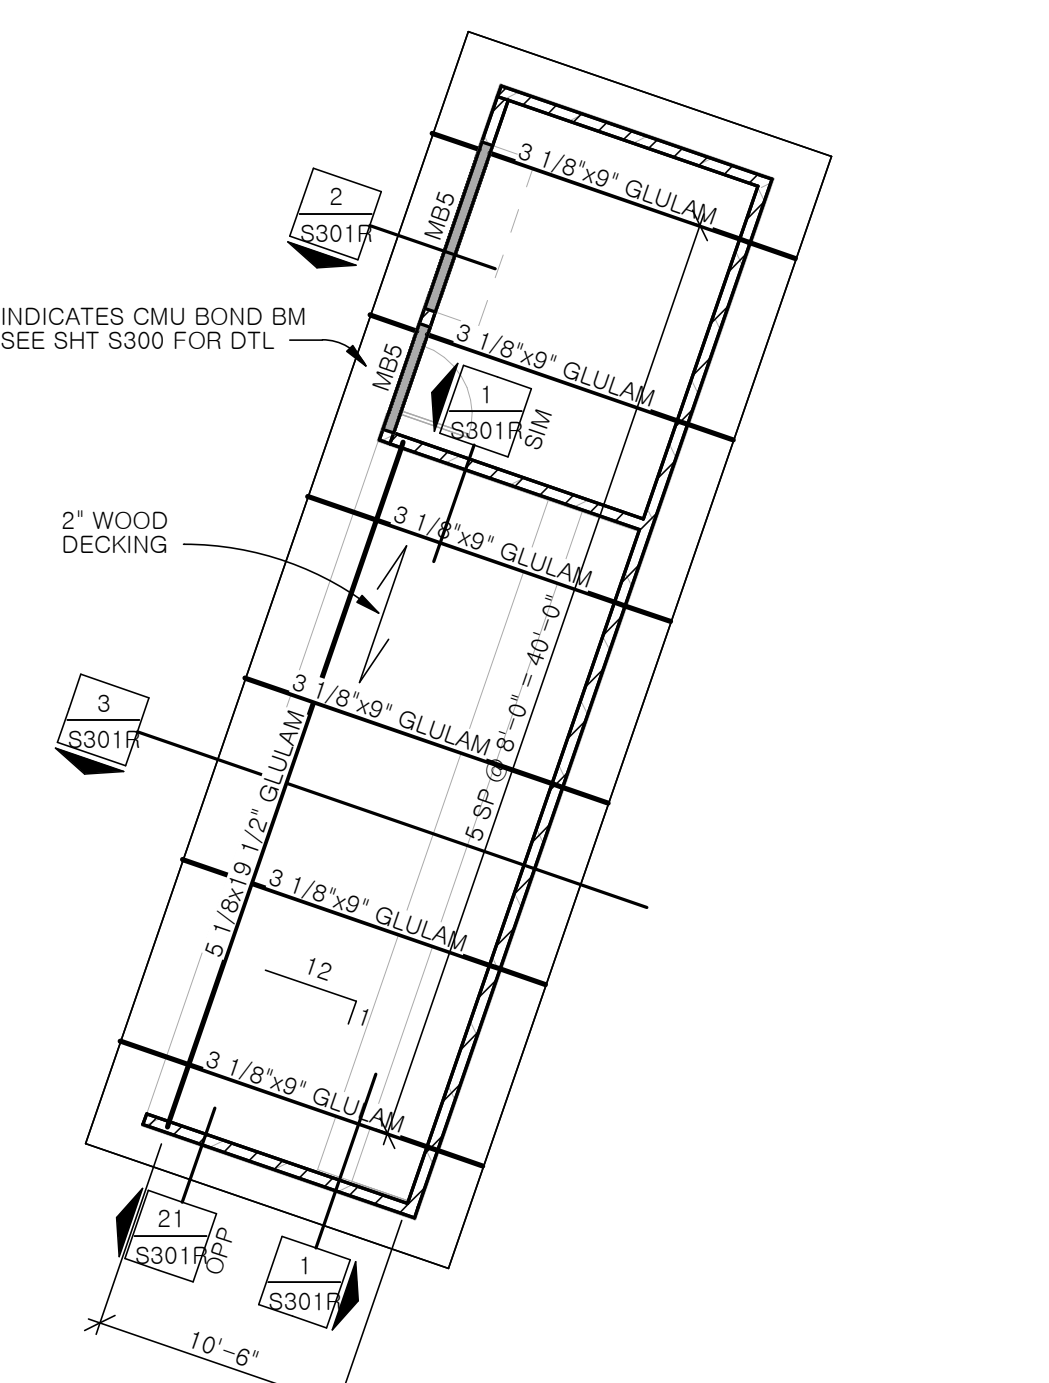 3 1/8"x9" GLULAM
2
S301R
MB5
INDICATES CMU BOND BM
SEE SHT S300 FOR DTL
3 1/8"x9" GLULAM
MB5
1
S301R
SIM
2" WOOD
DECKING
3 1/8"x9" GLULAM
5 SP @ 8'-0" = 40'-0"
3 1/8"x9" GLULAM
3
S301R
5 1/8x19 1/2" GLULAM
3 1/8"x9" GLULAM
12
1
3 1/8"x9" GLULAM
21
S301R
OPP
1
S301R
10'-6"